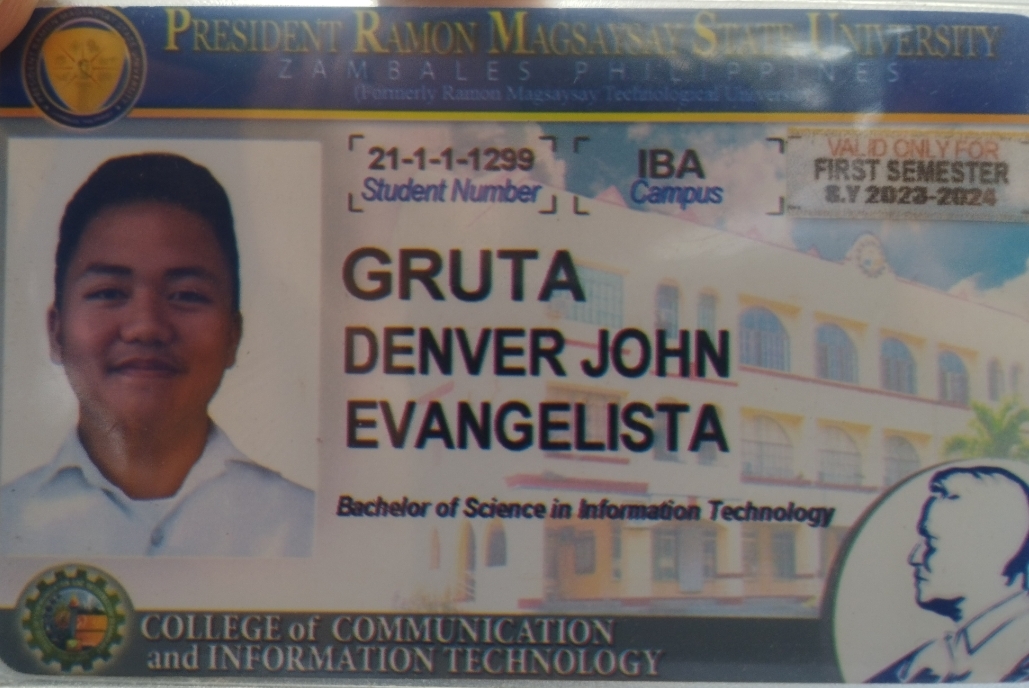 PRESIDENT RAMON MAGSAYSAY STATE UNIVERSITY
ZAMBALES PHILIPPINES
(Formerly Ramon Magsaysay Technological University)
21-1-1-1299
Student Number
IBA
Campus
VALID ONLY FOR
FIRST SEMESTER
S.Y 2023-2024
GRUTA
DENVER JOHN
EVANGELISTA
Bachelor of Science in Information Technology
COLLEGE of COMMUNICATION
and INFORMATION TECHNOLOGY